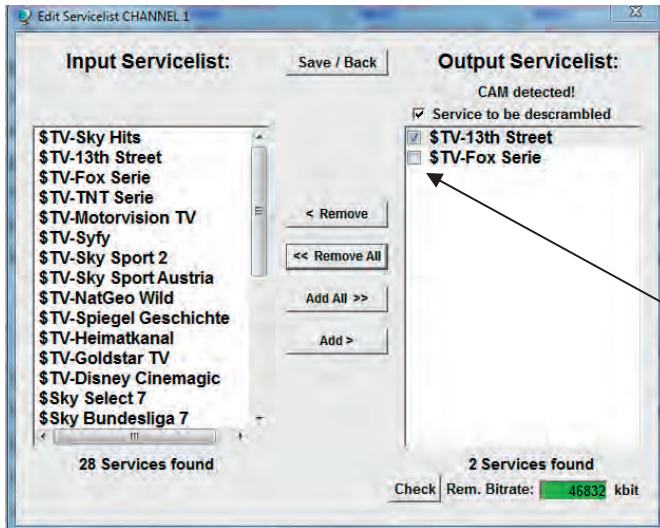 Edit Servicelist CHANNEL 1
Input Servicelist:
Save / Back
Output Servicelist:
CAM detected!
Service to be descrambled
$TV-Sky Hits
$TV-13th Street
$TV-Fox Serie
$TV-TNT Serie
$TV-Motorvision TV
$TV-Syfy
$TV-Sky Sport 2
$TV-Sky Sport Austria
$TV-NatGeo Wild
$TV-Spiegel Geschichte
$TV-Heimatkanal
$TV-Goldstar TV
$TV-Disney Cinemagic
$Sky Select 7
$Sky Bundesliga 7
28 Services found
< Remove
<< Remove All
Add All >>
Add >
$TV-13th Street
$TV-Fox Serie
2 Services found
Check Rem. Bitrate: 46832 kbit